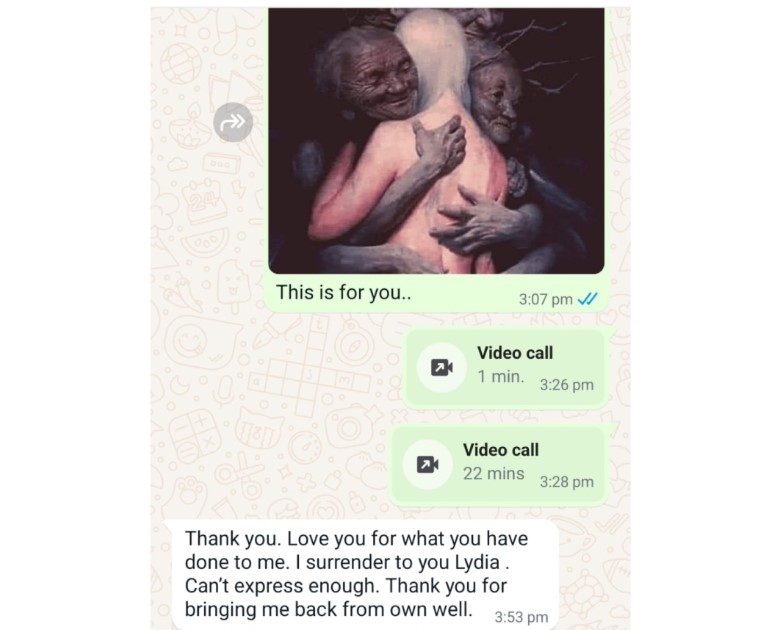 This is for you..
3:07 pm
Video call
1 min.
3:26 pm
Video call
22 mins
3:28 pm
Thank you. Love you for what you have
done to me. I surrender to you Lydia .
Can't express enough. Thank you for
bringing me back from own well.
3:53 pm